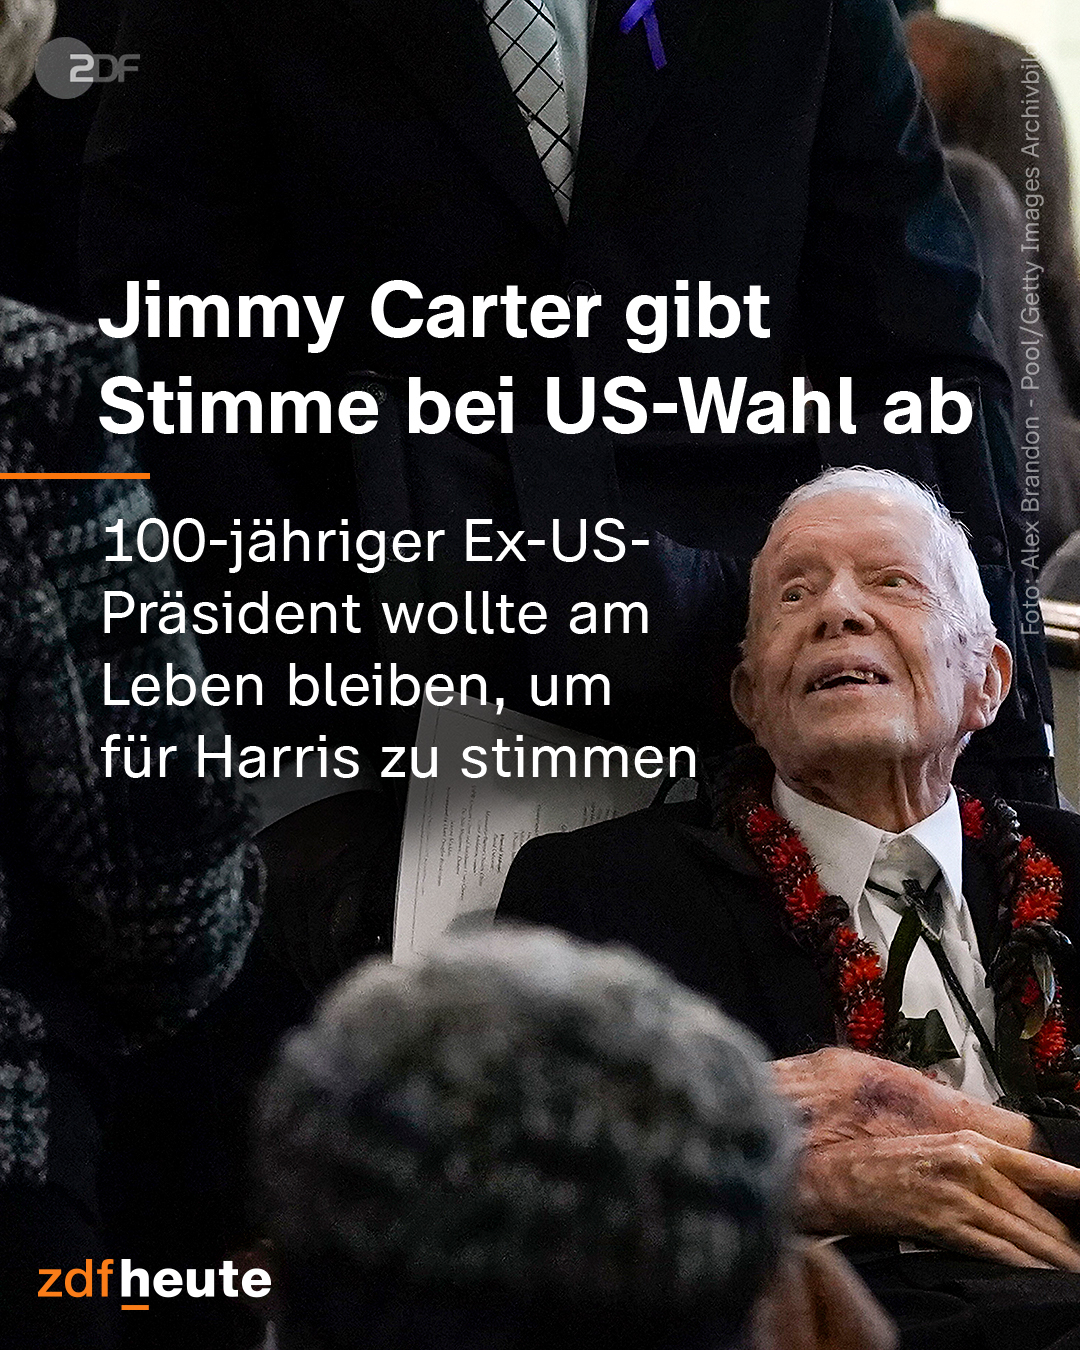 ZDF
Foto: Alex Brandon - Pool/Getty Images Archivbild
Jimmy Carter gibt
Stimme bei US-Wahl ab
100-jähriger Ex-US-
Präsident wollte am
Leben bleiben, um
für Harris zu stimmen
zdfheute